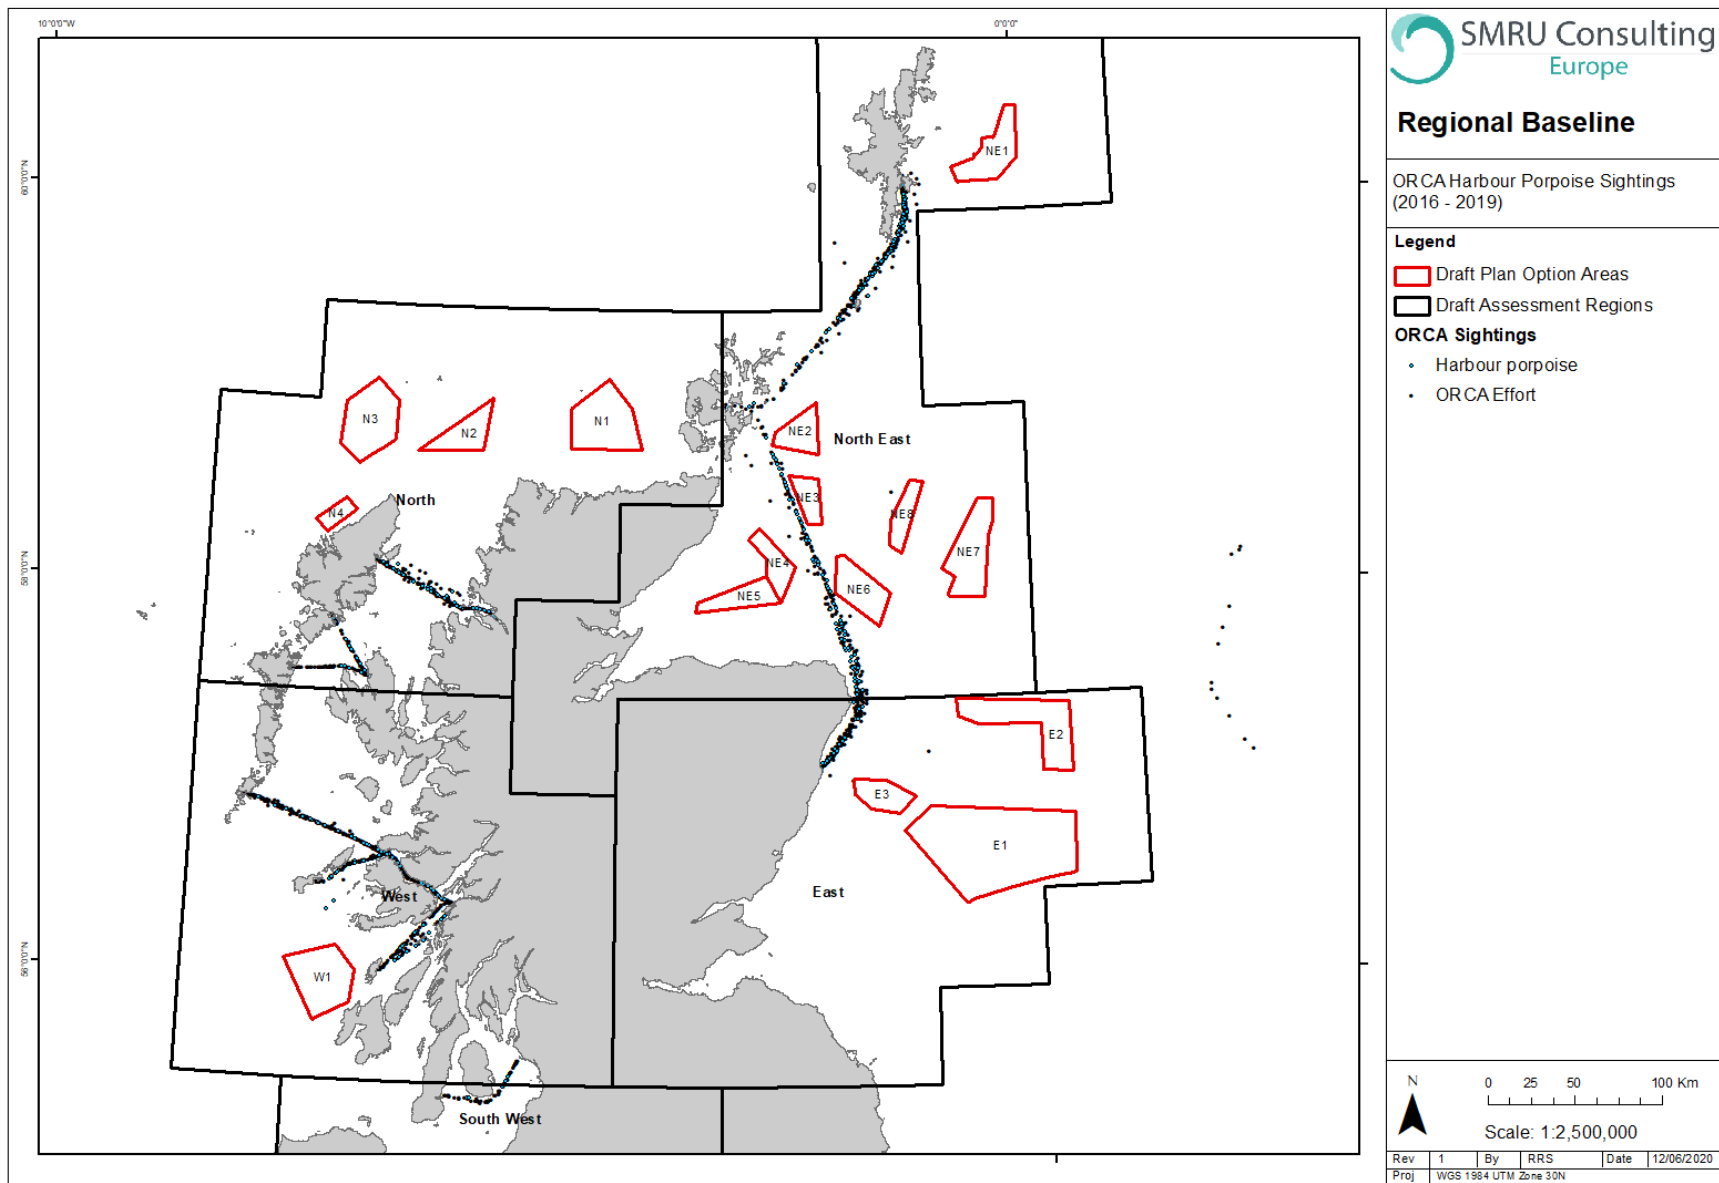 10°0'0"W
0°0'0"
60°0'0"N
58°0'0"N
56°0'0"N
NE1
N3
N2
N1
NE2
North East
North
N4
NE3
NE8
NE7
NE4
NE5
NE6
E2
E3
E1
East
West
W1
South West
SMRU Consulting
Europe
Regional Baseline
ORCA Harbour Porpoise Sightings
(2016 - 2019)
Legend
Draft Plan Option Areas
Draft Assessment Regions
ORCA Sightings
Harbour porpoise
ORCA Effort
N
0 25 50 100 Km
Scale: 1:2,500,000
Rev 1 By RRS Date 12/06/2020
Proj WGS 1984 UTM Zone 30N